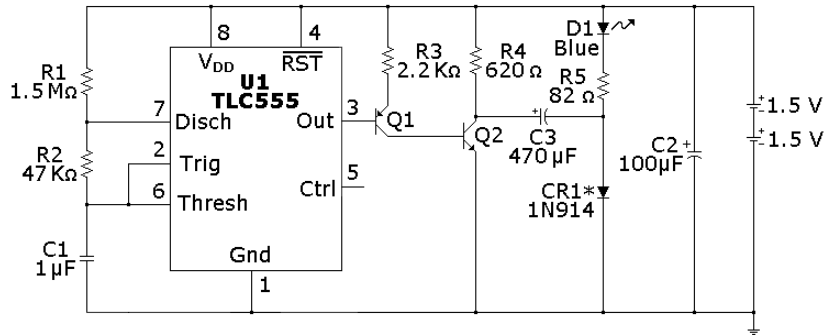 8
4
VDD
RST
U1
TLC555
R1
1.5 MΩ
7
Disch
R2
47 KΩ
2
Trig
6
Thresh
3
Out
5
Ctrl
Gnd
1
C1
1 µF
R3
2.2 KΩ
Q1
R4
620 Ω
Q2
D1
Blue
R5
82 Ω
C3
+
470 µF
CR1*
1N914
C2
+
100µF
+
-
1.5 V
+
-
1.5 V